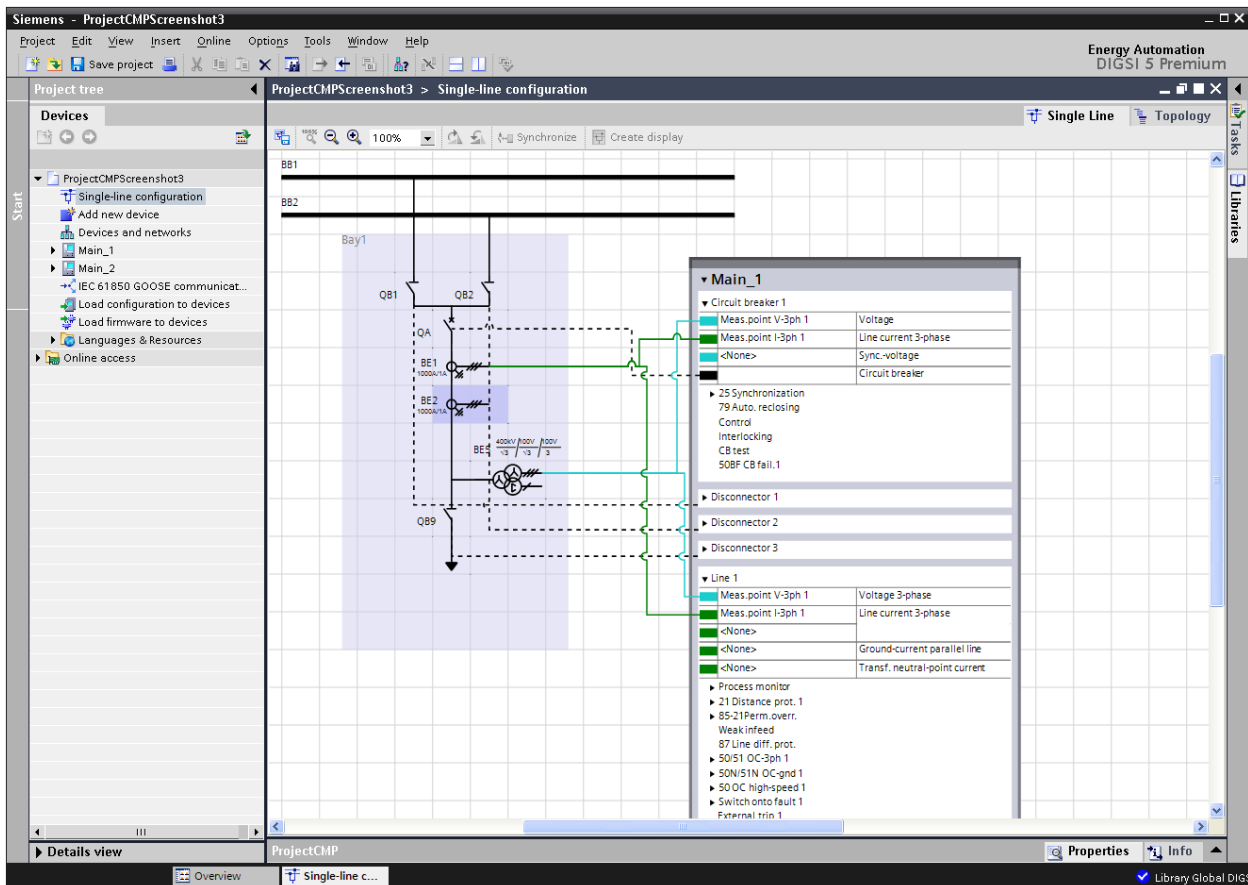 Siemens - ProjectCMPScreenshot3
Project Edit View Insert Online Options Tools Window Help
Save project
Energy Automation
DIGSI 5 Premium
Project tree
ProjectCMPScreenshot3 > Single-line configuration
Devices
Single Line Topology
100% Synchronize Create display
Start
ProjectCMPScreenshot3
Single-line configuration
Add new device
Devices and networks
Main_1
Main_2
IEC 61850 GOOSE communicat...
Load configuration to devices
Load firmware to devices
Languages & Resources
Online access
BB1
BB2
Bay1
QB1 QB2
QA
BE1
1000A/1A
BE2
1000A/1A
BE5
400kV/√3 / 100V/√3 / 100V/3
QB9
Main_1
Circuit breaker 1
Meas.point V-3ph 1 Voltage
Meas.point I-3ph 1 Line current 3-phase
<None> Sync.-voltage
Circuit breaker
25 Synchronization
79 Auto. reclosing
Control
Interlocking
CB test
50BF CB fail.1
Disconnector 1
Disconnector 2
Disconnector 3
Line 1
Meas.point V-3ph 1 Voltage 3-phase
Meas.point I-3ph 1 Line current 3-phase
<None>
<None> Ground-current parallel line
<None> Transf. neutral-point current
Process monitor
21 Distance prot. 1
85-21Perm.overr.
Weak infeed
87 Line diff. prot.
50/51 OC-3ph 1
50N/51N OC-gnd 1
50 OC high-speed 1
Switch onto fault 1
External trip 1
Tasks
Libraries
Details view
ProjectCMP
Properties Info
Overview Single-line c...
Library Global DIGS